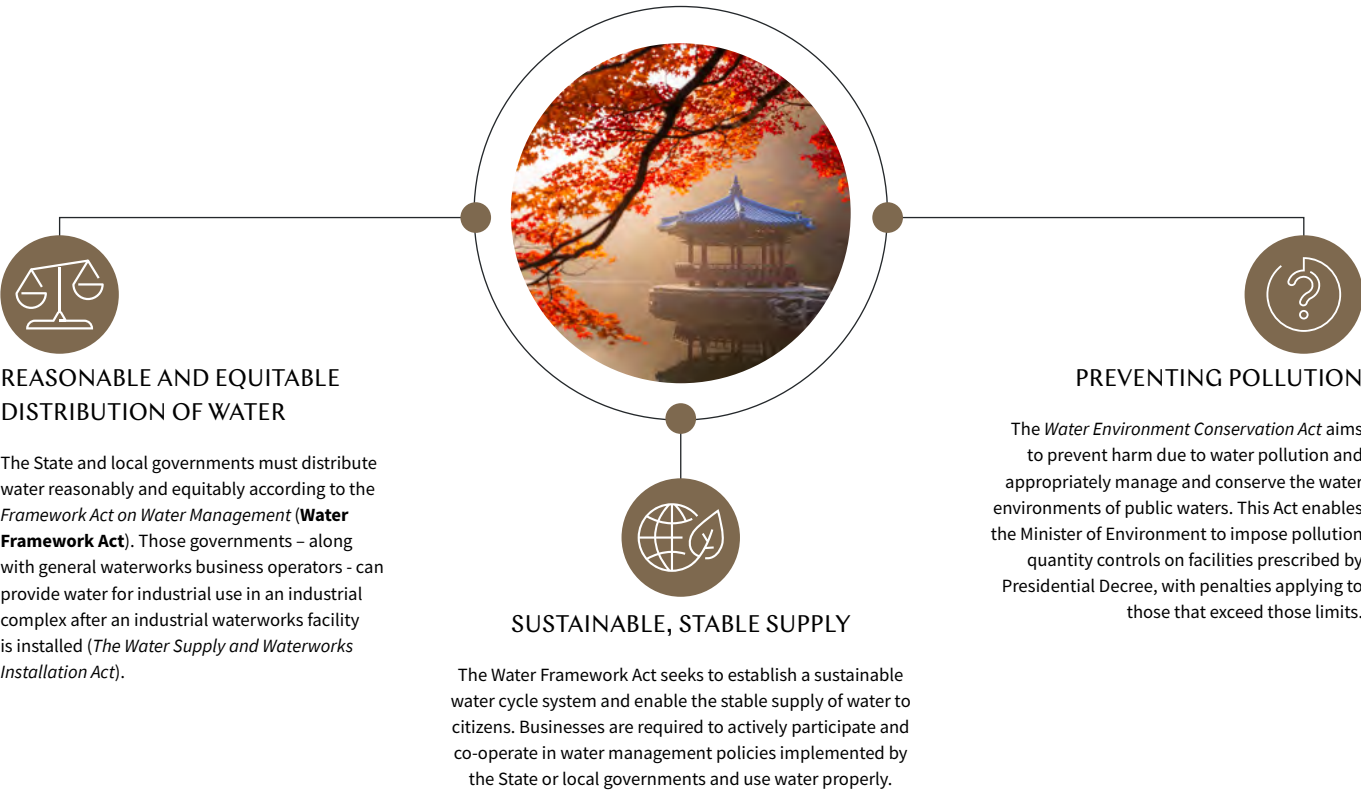 REASONABLE AND EQUITABLE
DISTRIBUTION OF WATER
The State and local governments must distribute
water reasonably and equitably according to the
Framework Act on Water Management (Water
Framework Act). Those governments – along
with general waterworks business operators - can
provide water for industrial use in an industrial
complex after an industrial waterworks facility
is installed (The Water Supply and Waterworks
Installation Act).
SUSTAINABLE, STABLE SUPPLY
The Water Framework Act seeks to establish a sustainable
water cycle system and enable the stable supply of water to
citizens. Businesses are required to actively participate and
co-operate in water management policies implemented by
the State or local governments and use water properly.
PREVENTING POLLUTION
The Water Environment Conservation Act aims
to prevent harm due to water pollution and
appropriately manage and conserve the water
environments of public waters. This Act enables
the Minister of Environment to impose pollution
quantity controls on facilities prescribed by
Presidential Decree, with penalties applying to
those that exceed those limits.